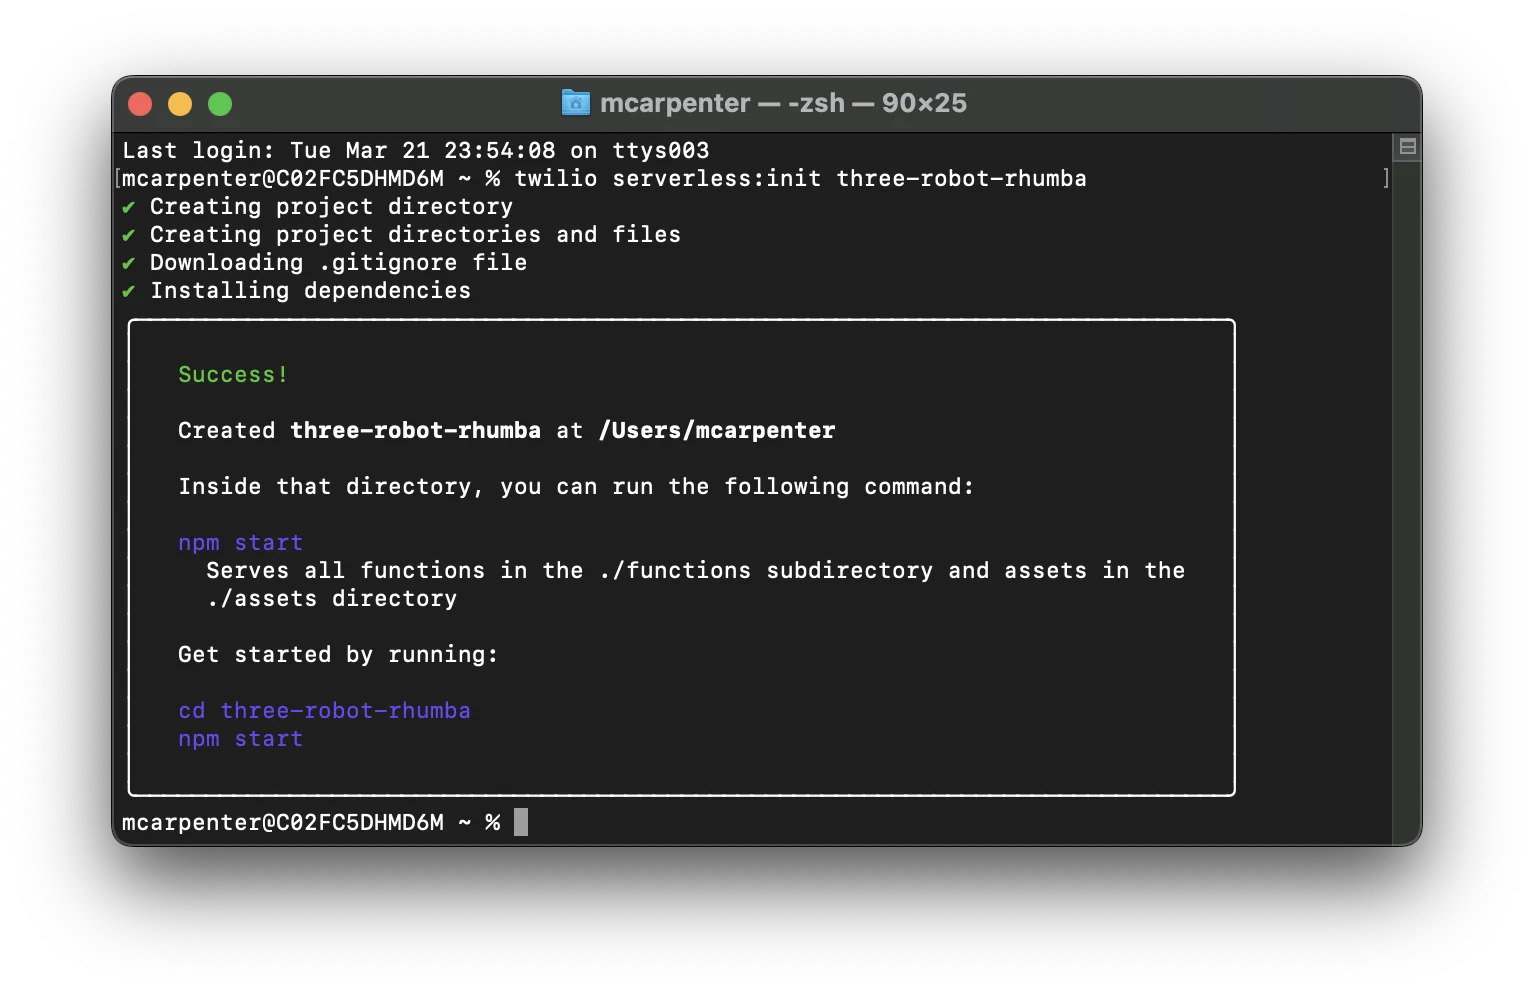 mcarpenter — -zsh — 90×25
Last login: Tue Mar 21 23:54:08 on ttys003
[mcarpenter@C02FC5DHMD6M ~ % twilio serverless:init three-robot-rhumba ]
✔ Creating project directory
✔ Creating project directories and files
✔ Downloading .gitignore file
✔ Installing dependencies
Success!
Created three-robot-rhumba at /Users/mcarpenter
Inside that directory, you can run the following command:
npm start
Serves all functions in the ./functions subdirectory and assets in the
./assets directory
Get started by running:
cd three-robot-rhumba
npm start
mcarpenter@C02FC5DHMD6M ~ %